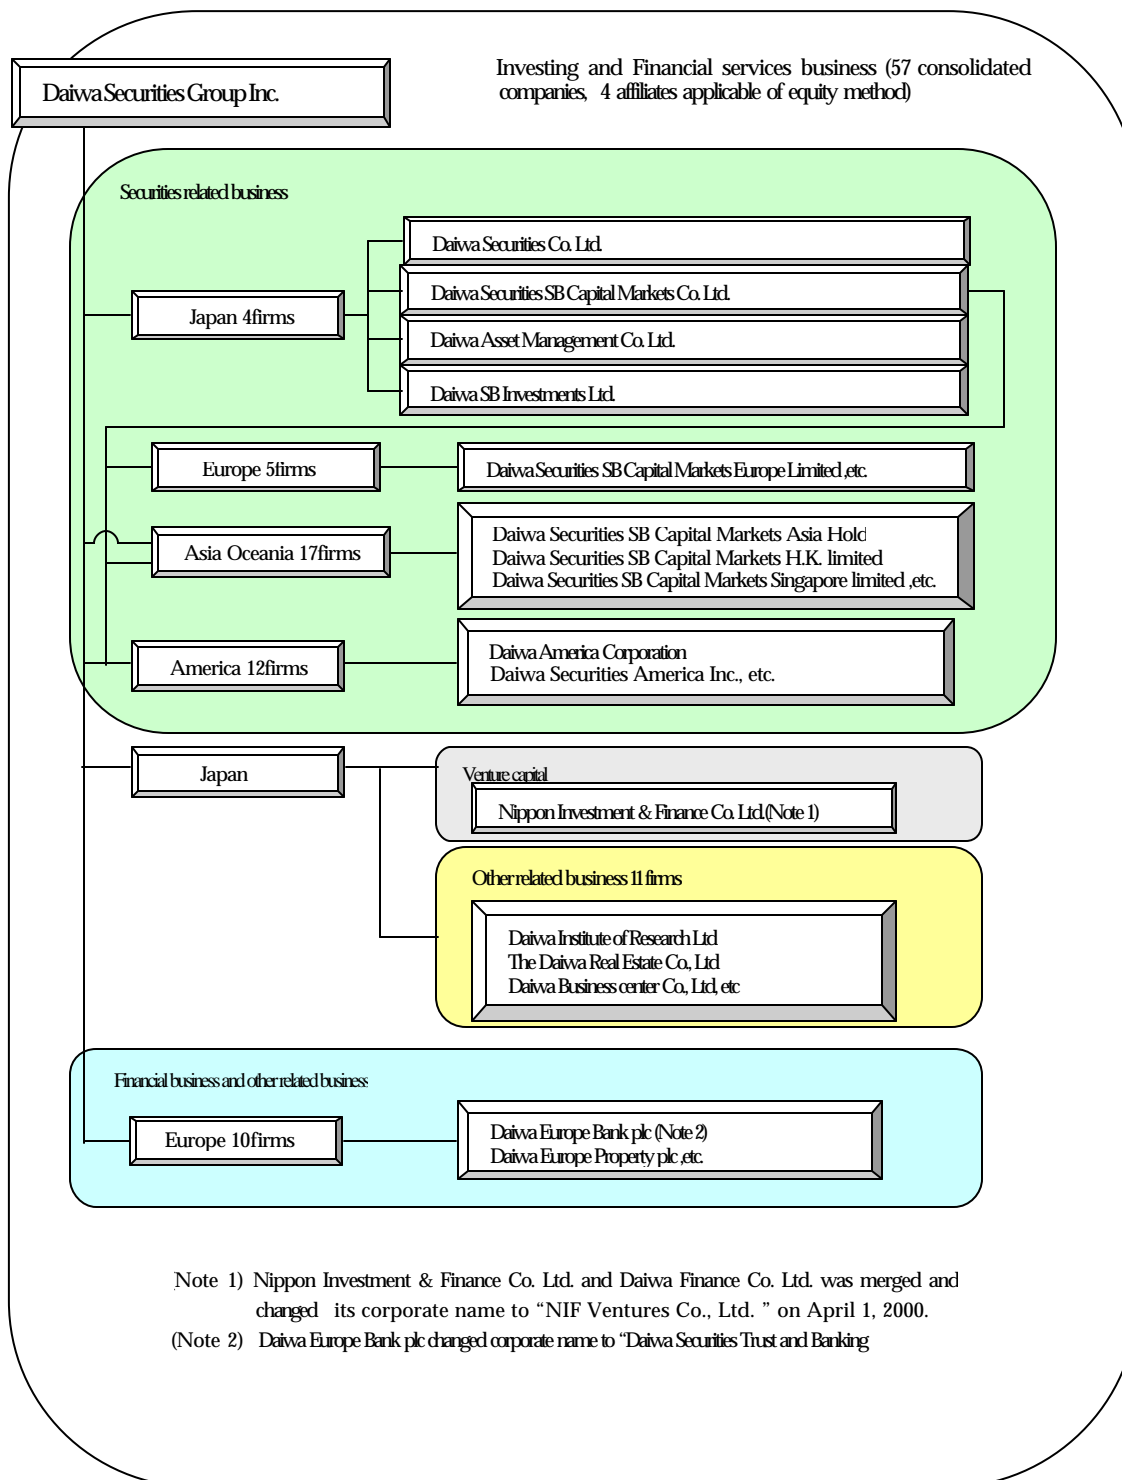 Daiwa Securities Group Inc.
Investing and Financial services business (57 consolidated
companies, 4 affiliates applicable of equity method)
Securities related business
Daiwa Securities Co. Ltd.
Daiwa Securities SB Capital Markets Co. Ltd.
Japan 4firms
Daiwa Asset Management Co. Ltd.
Daiwa SB Investments Ltd.
Europe 5firms
Daiwa Securities SB Capital Markets Europe Limited ,etc.
Asia Oceania 17firms
Daiwa Securities SB Capital Markets Asia Hold
Daiwa Securities SB Capital Markets H.K. limited
Daiwa Securities SB Capital Markets Singapore limited ,etc.
America 12firms
Daiwa America Corporation
Daiwa Securities America Inc., etc.
Japan
Venture capital
Nippon Investment & Finance Co. Ltd.(Note 1)
Other related business 11firms
Daiwa Institute of Research Ltd
The Daiwa Real Estate Co., Ltd
Daiwa Business center Co., Ltd, etc
Financial business and other related business
Europe 10firms
Daiwa Europe Bank plc (Note 2)
Daiwa Europe Property plc ,etc.
(Note 1) Nippon Investment & Finance Co. Ltd. and Daiwa Finance Co. Ltd. was merged and
changed its corporate name to “NIF Ventures Co., Ltd. ” on April 1, 2000.
(Note 2) Daiwa Europe Bank plc changed corporate name to “Daiwa Securities Trust and Banking